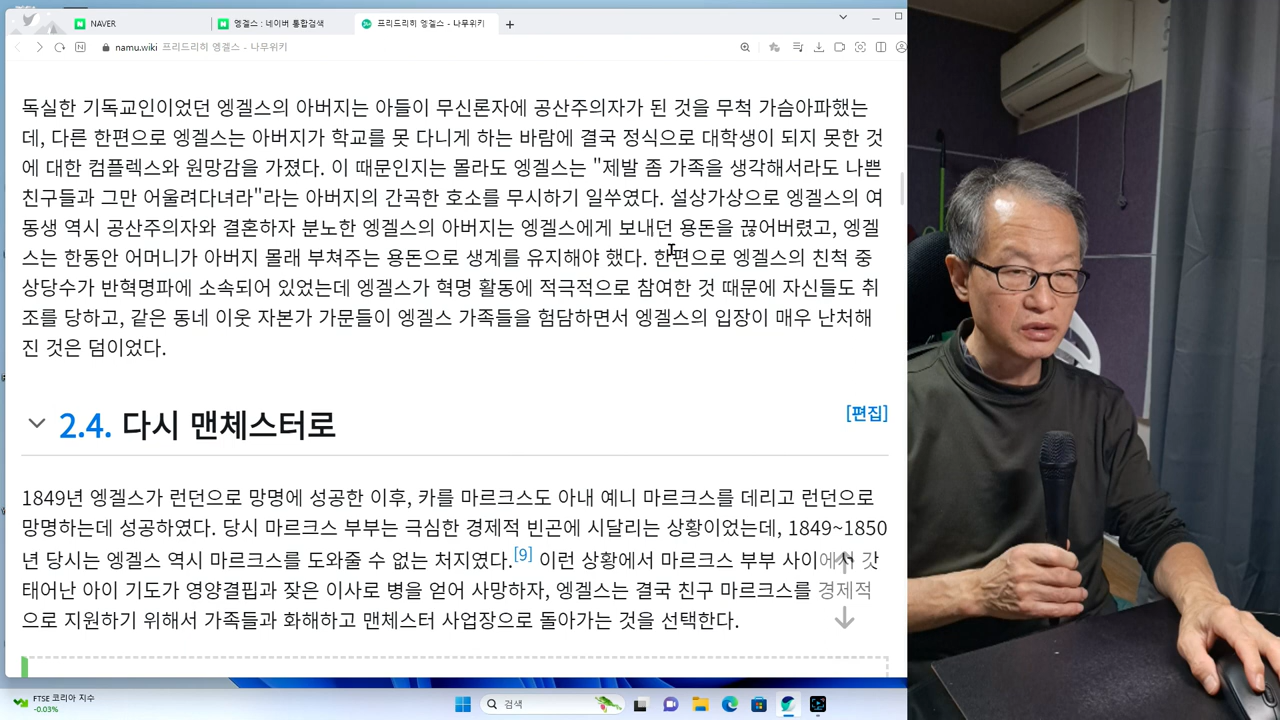 NAVER
엥겔스 : 네이버 통합검색
프리드리히 엥겔스 - 나무위키
namu.wiki 프리드리히 엥겔스 - 나무위키
독실한 기독교인이었던 엥겔스의 아버지는 아들이 무신론자에 공산주의자가 된 것을 무척 가슴아파했는
데, 다른 한편으로 엥겔스는 아버지가 학교를 못 다니게 하는 바람에 결국 정식으로 대학생이 되지 못한 것
에 대한 컴플렉스와 원망감을 가졌다. 이 때문인지는 몰라도 엥겔스는 "제발 좀 가족을 생각해서라도 나쁜
친구들과 그만 어울려다녀라"라는 아버지의 간곡한 호소를 무시하기 일쑤였다. 설상가상으로 엥겔스의 여
동생 역시 공산주의자와 결혼하자 분노한 엥겔스의 아버지는 엥겔스에게 보내던 용돈을 끊어버렸고, 엥겔
스는 한동안 어머니가 아버지 몰래 부쳐주는 용돈으로 생계를 유지해야 했다. 한편으로 엥겔스의 친척 중
상당수가 반혁명파에 소속되어 있었는데 엥겔스가 혁명 활동에 적극적으로 참여한 것 때문에 자신들도 취
조를 당하고, 같은 동네 이웃 자본가 가문들이 엥겔스 가족들을 험담하면서 엥겔스의 입장이 매우 난처해
진 것은 덤이었다.
2.4. 다시 맨체스터로 [편집]
1849년 엥겔스가 런던으로 망명에 성공한 이후, 카를 마르크스도 아내 예니 마르크스를 데리고 런던으로
망명하는데 성공하였다. 당시 마르크스 부부는 극심한 경제적 빈곤에 시달리는 상황이었는데, 1849~1850
년 당시는 엥겔스 역시 마르크스를 도와줄 수 없는 처지였다.[9] 이런 상황에서 마르크스 부부 사이에서 갓
태어난 아이 기도가 영양결핍과 잦은 이사로 병을 얻어 사망하자, 엥겔스는 결국 친구 마르크스를 경제적
으로 지원하기 위해서 가족들과 화해하고 맨체스터 사업장으로 돌아가는 것을 선택한다.
FTSE 코리아 지수
-0.03%
검색